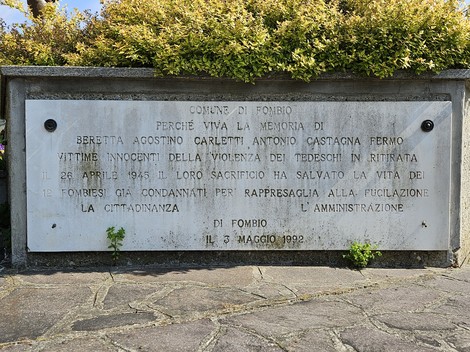 COMUNE DI FOMBIO
PERCHÉ VIVA LA MEMORIA DI
BERETTA AGOSTINO CARLETTI ANTONIO CASTAGNA FERMO
VITTIME INNOCENTI DELLA VIOLENZA DEI TEDESCHI IN RITIRATA
IL 26 APRILE 1945 IL LORO SACRIFICIO HA SALVATO LA VITA DEI
12 FOMBIESI GIÀ CONDANNATI PER RAPPRESAGLIA ALLA FUCILAZIONE
LA CITTADINANZA L'AMMINISTRAZIONE
DI FOMBIO
IL 3 MAGGIO 1992